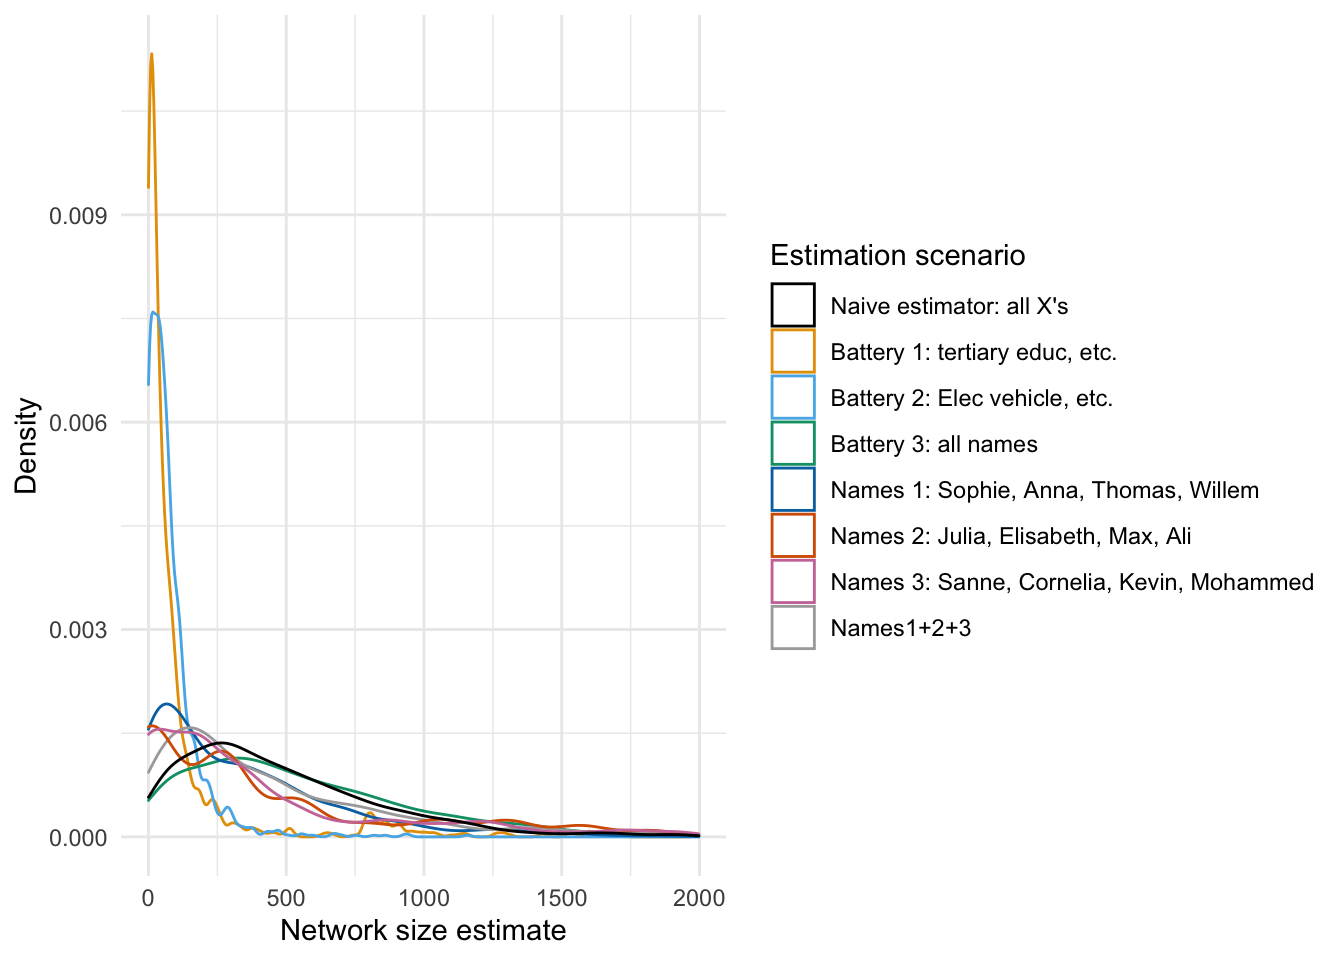 0.009
0.006
0.003
0.000
Density
0 500 1000 1500 2000
Network size estimate
Estimation scenario
Naive estimator: all X's
Battery 1: tertiary educ, etc.
Battery 2: Elec vehicle, etc.
Battery 3: all names
Names 1: Sophie, Anna, Thomas, Willem
Names 2: Julia, Elisabeth, Max, Ali
Names 3: Sanne, Cornelia, Kevin, Mohammed
Names1+2+3